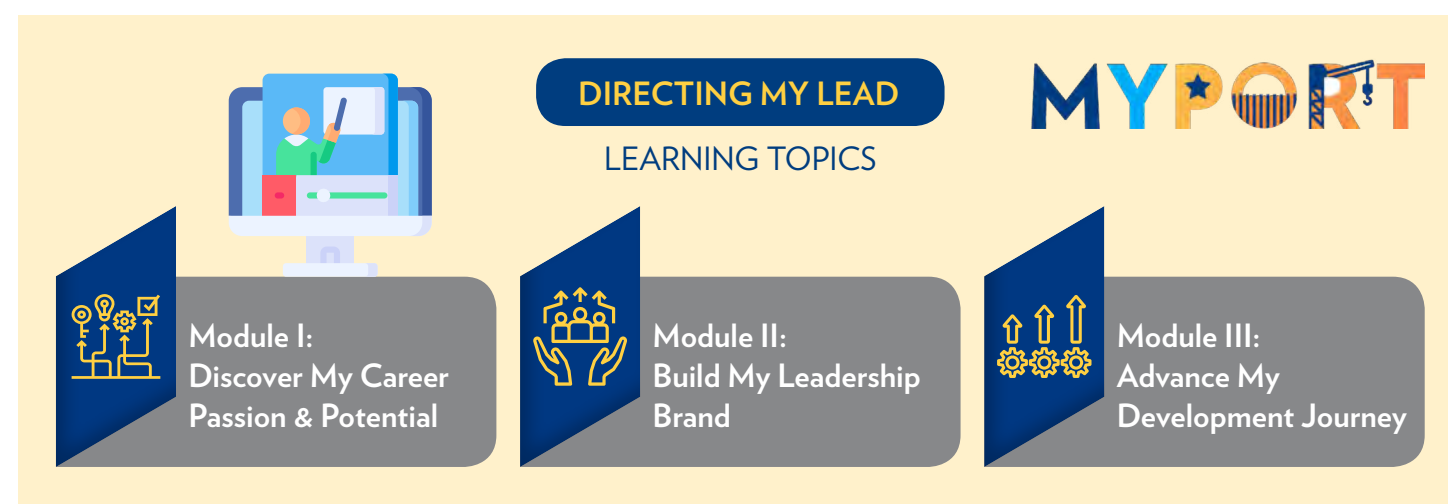 DIRECTING MY LEAD
MYPORT
LEARNING TOPICS
Module I:
Discover My Career
Passion & Potential
Module II:
Build My Leadership
Brand
Module III:
Advance My
Development Journey